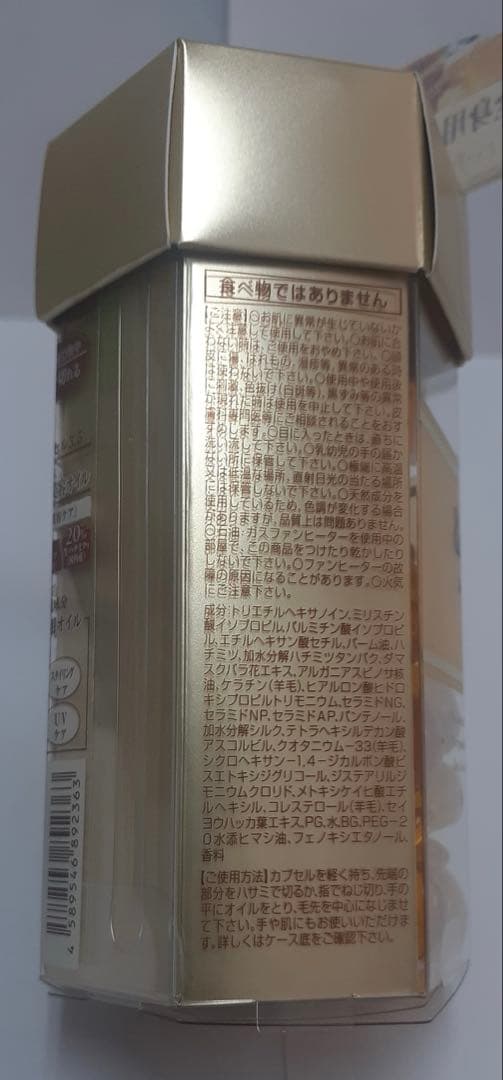 食べ物ではありません
【ご注意】○お肌に異常が生じていないか
よく注意して使用して下さい。○お肌に合
わない時は、ご使用をおやめ下さい。○頭
皮に傷、はれもの、湿疹等、異常のある時
は使わないで下さい。○使用中や使用後
に刺激、色抜け(白斑等)、黒ずみ等の異常
が現れた時は使用を中止して下さい。皮
膚科専門医等にご相談されることをおす
すめします。○目に入ったときは、直ちに
洗い流して下さい。○乳幼児の手の届か
ない所に保管して下さい。○極端に高温
又は低温な場所、直射日光の当たる場所
には保管しないで下さい。○天然成分を
使用しているため、色調が変化する場合
がありますが、品質上は問題ありません。
○石油・ガスファンヒーターを使用中の
部屋で、この商品をつけたり乾かしたり
しないで下さい。○ファンヒーターの故
障の原因になることがあります。○火気
にご注意下さい。
成分:トリエチルヘキサノイン、ミリスチン
酸イソプロピル、パルミチン酸イソプロピ
ル、エチルヘキサン酸セチル、パーム油、ハ
チミツ、加水分解ハチミツタンパク、ダマ
スクバラ花エキス、アルガニアスピノサ核
油、ケラチン(羊毛)、ヒアルロン酸ヒドロ
キシプロピルトリモニウム、セラミドNG、
セラミドNP、セラミドAP、パンテノール、
加水分解シルク、テトラヘキシルデカン酸
アスコルビル、クオタニウム-33(羊毛)、
シクロヘキサン-1,4-ジカルボン酸ビ
スエトキシジグリコール、ジステアリルジ
モニウムクロリド、メトキシケイヒ酸エチ
ルヘキシル、コレステロール(羊毛)、セイ
ヨウハッカ葉エキス、PG、水、BG、PEG-2
0水添ヒマシ油、フェノキシエタノール、
香料
【ご使用方法】カプセルを軽く持ち、先端の
部分をハサミで切るか、指でねじ切り、手の
平にオイルをとり、毛先を中心になじませ
て下さい。手や肌にもお使いいただけま
す。詳しくはケース底をご確認下さい。
切れる
オイル
20%
オイル
スタイリング
ケア
UV
ケア
4 589546 892363